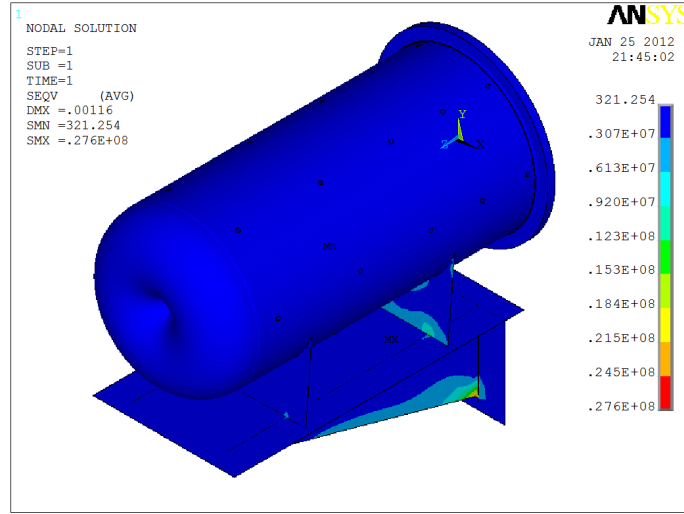 1
NODAL SOLUTION
STEP=1
SUB =1
TIME=1
SEQV     (AVG)
DMX =.00116
SMN =321.254
SMX =.276E+08
ANSYS
JAN 25 2012
21:45:02
321.254
.307E+07
.613E+07
.920E+07
.123E+08
.153E+08
.184E+08
.215E+08
.245E+08
.276E+08
Y
Z
X
MN
MX